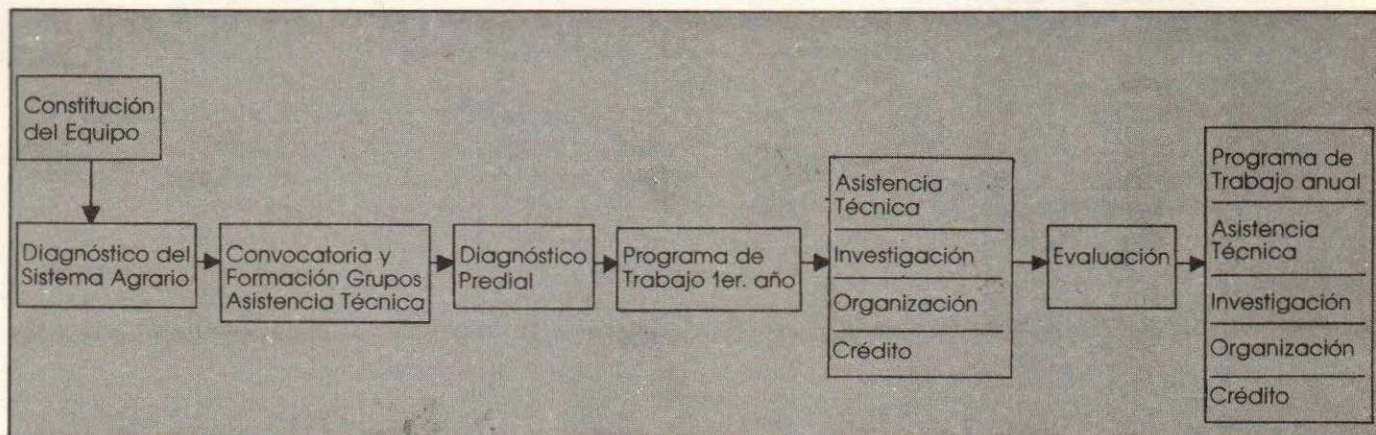 Constitución
del Equipo
Diagnóstico del
Sistema Agrario
Convocatoria y
Formación Grupos
Asistencia Técnica
Diagnóstico
Predial
Programa de
Trabajo 1er. año
Asistencia
Técnica
Investigación
Organización
Crédito
Evaluación
Programa de
Trabajo anual
Asistencia
Técnica
Investigación
Organización
Crédito